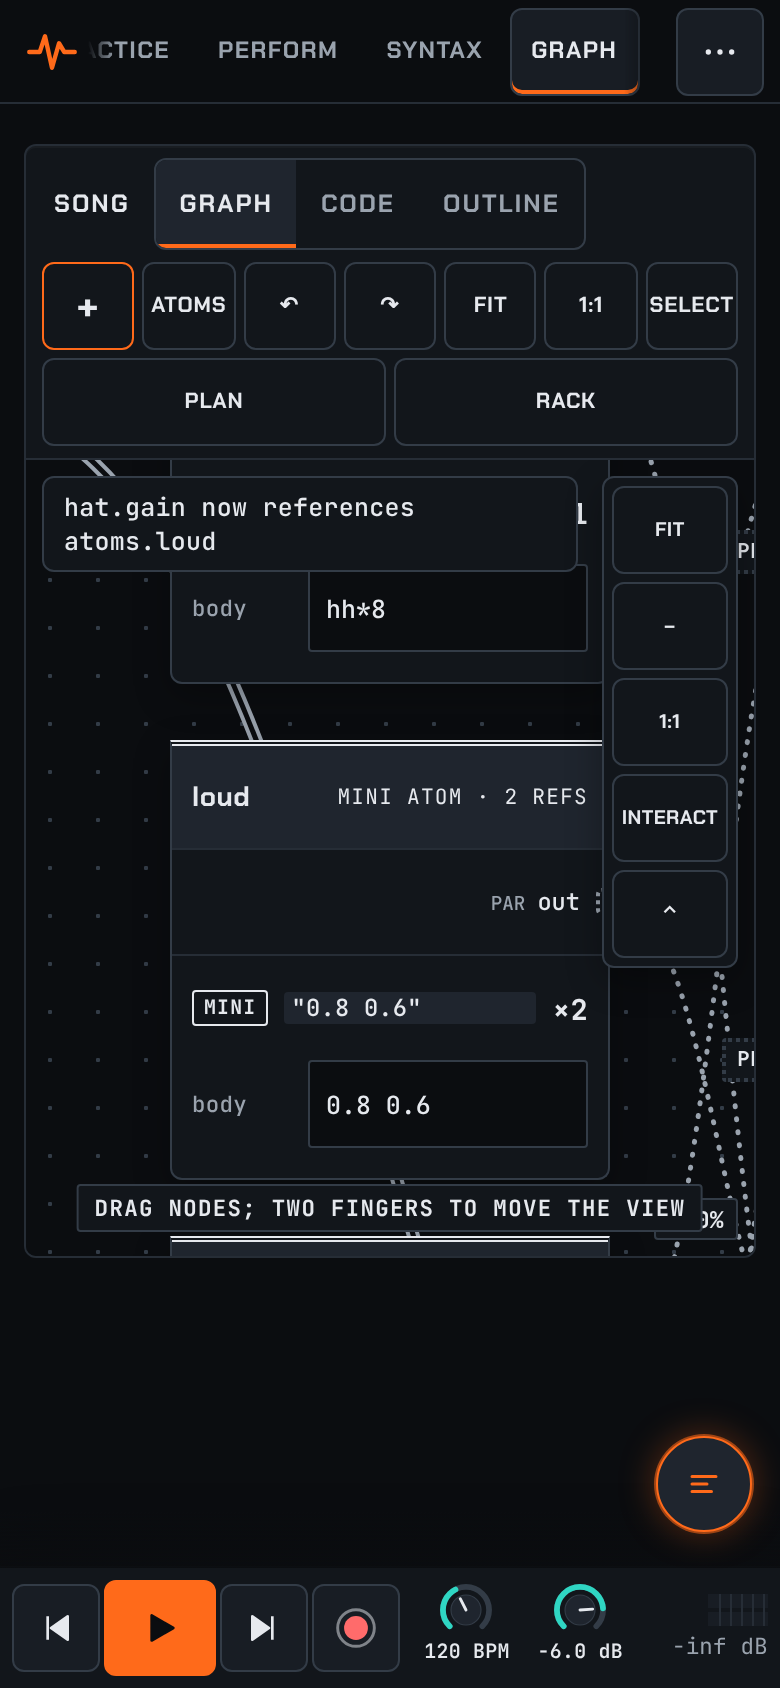 PERFORM
SYNTAX
GRAPH
SONG
GRAPH
CODE
OUTLINE
+
ATOMS
↶
↷
FIT
1:1
SELECT
PLAN
RACK
hat.gain now references
atoms.loud
FIT
body
hh*8
−
1:1
loud
MINI ATOM · 2 REFS
INTERACT
PAR out
MINI
"0.8 0.6"
×2
body
0.8 0.6
DRAG NODES; TWO FINGERS TO MOVE THE VIEW
120 BPM
-6.0 dB
-inf dB